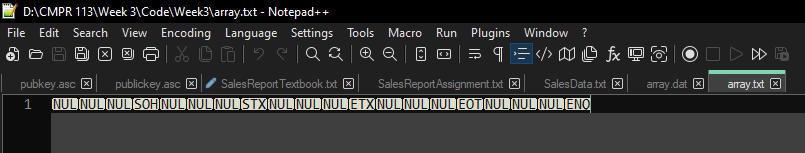 D:\CMPR 113\Week 3\Code\Week3\array.txt - Notepad++
File Edit Search View Encoding Language Settings Tools Macro Run Plugins Window ?
pubkey.asc publickey.asc SalesReportTextbook.txt SalesReportAssignment.txt SalesData.txt array.dat array.txt
1 NULNULNULSOHNULNULNULSTXNULNULNULETXNULNULNULEOTNULNULNULENQ